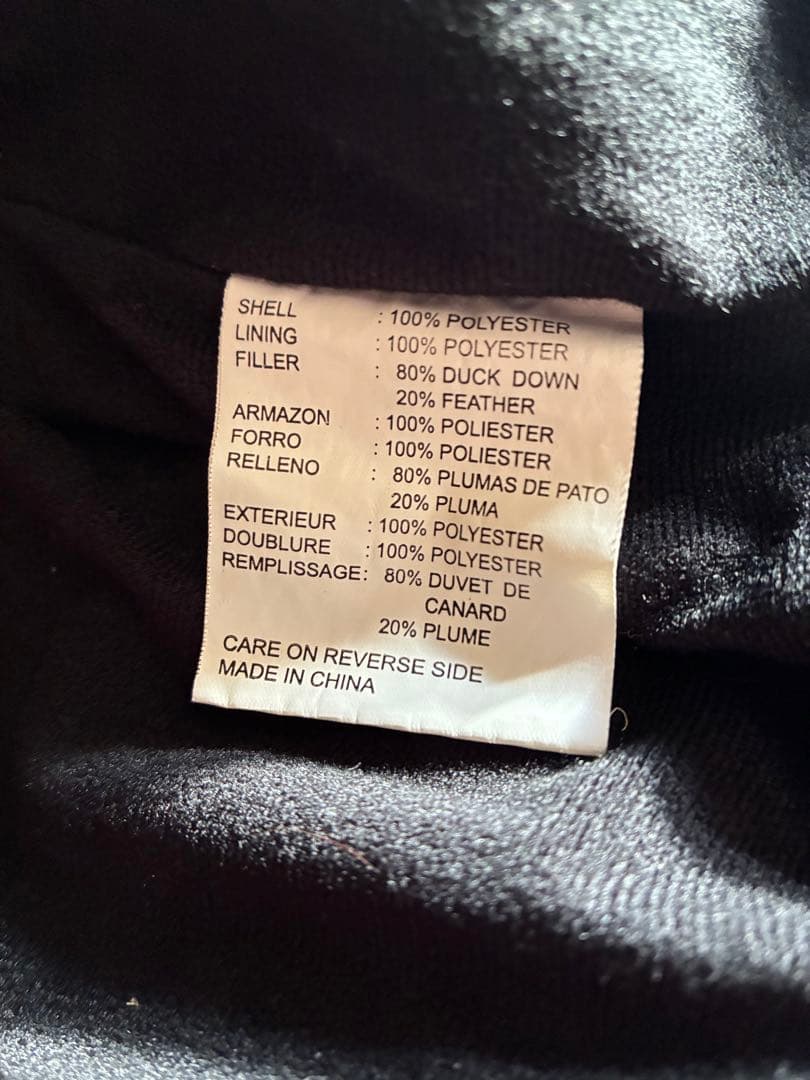 SHELL : 100% POLYESTER
LINING : 100% POLYESTER
FILLER : 80% DUCK DOWN
20% FEATHER
ARMAZON : 100% POLIESTER
FORRO : 100% POLIESTER
RELLENO : 80% PLUMAS DE PATO
20% PLUMA
EXTERIEUR : 100% POLYESTER
DOUBLURE : 100% POLYESTER
REMPLISSAGE: 80% DUVET DE
CANARD
20% PLUME
CARE ON REVERSE SIDE
MADE IN CHINA